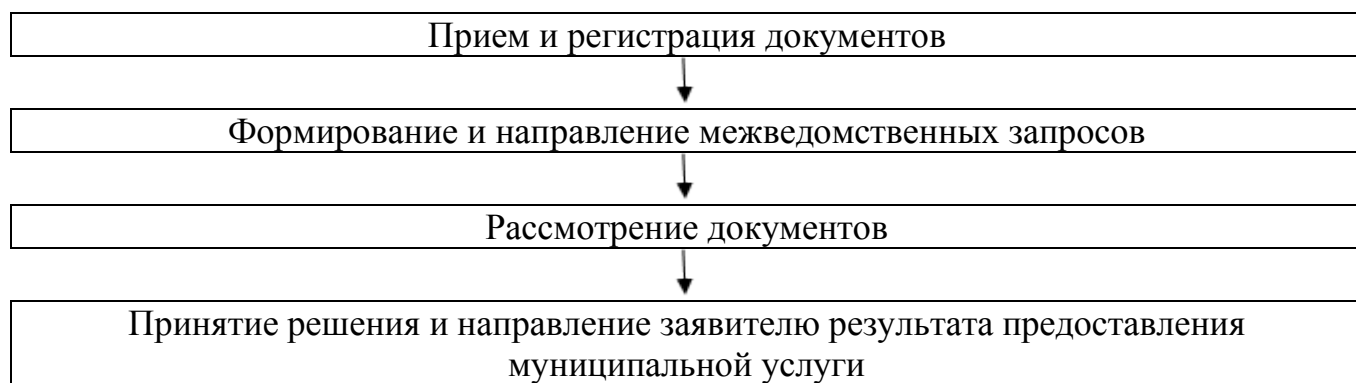 Прием и регистрация документов
Формирование и направление межведомственных запросов
Рассмотрение документов
Принятие решения и направление заявителю результата предоставления
муниципальной услуги